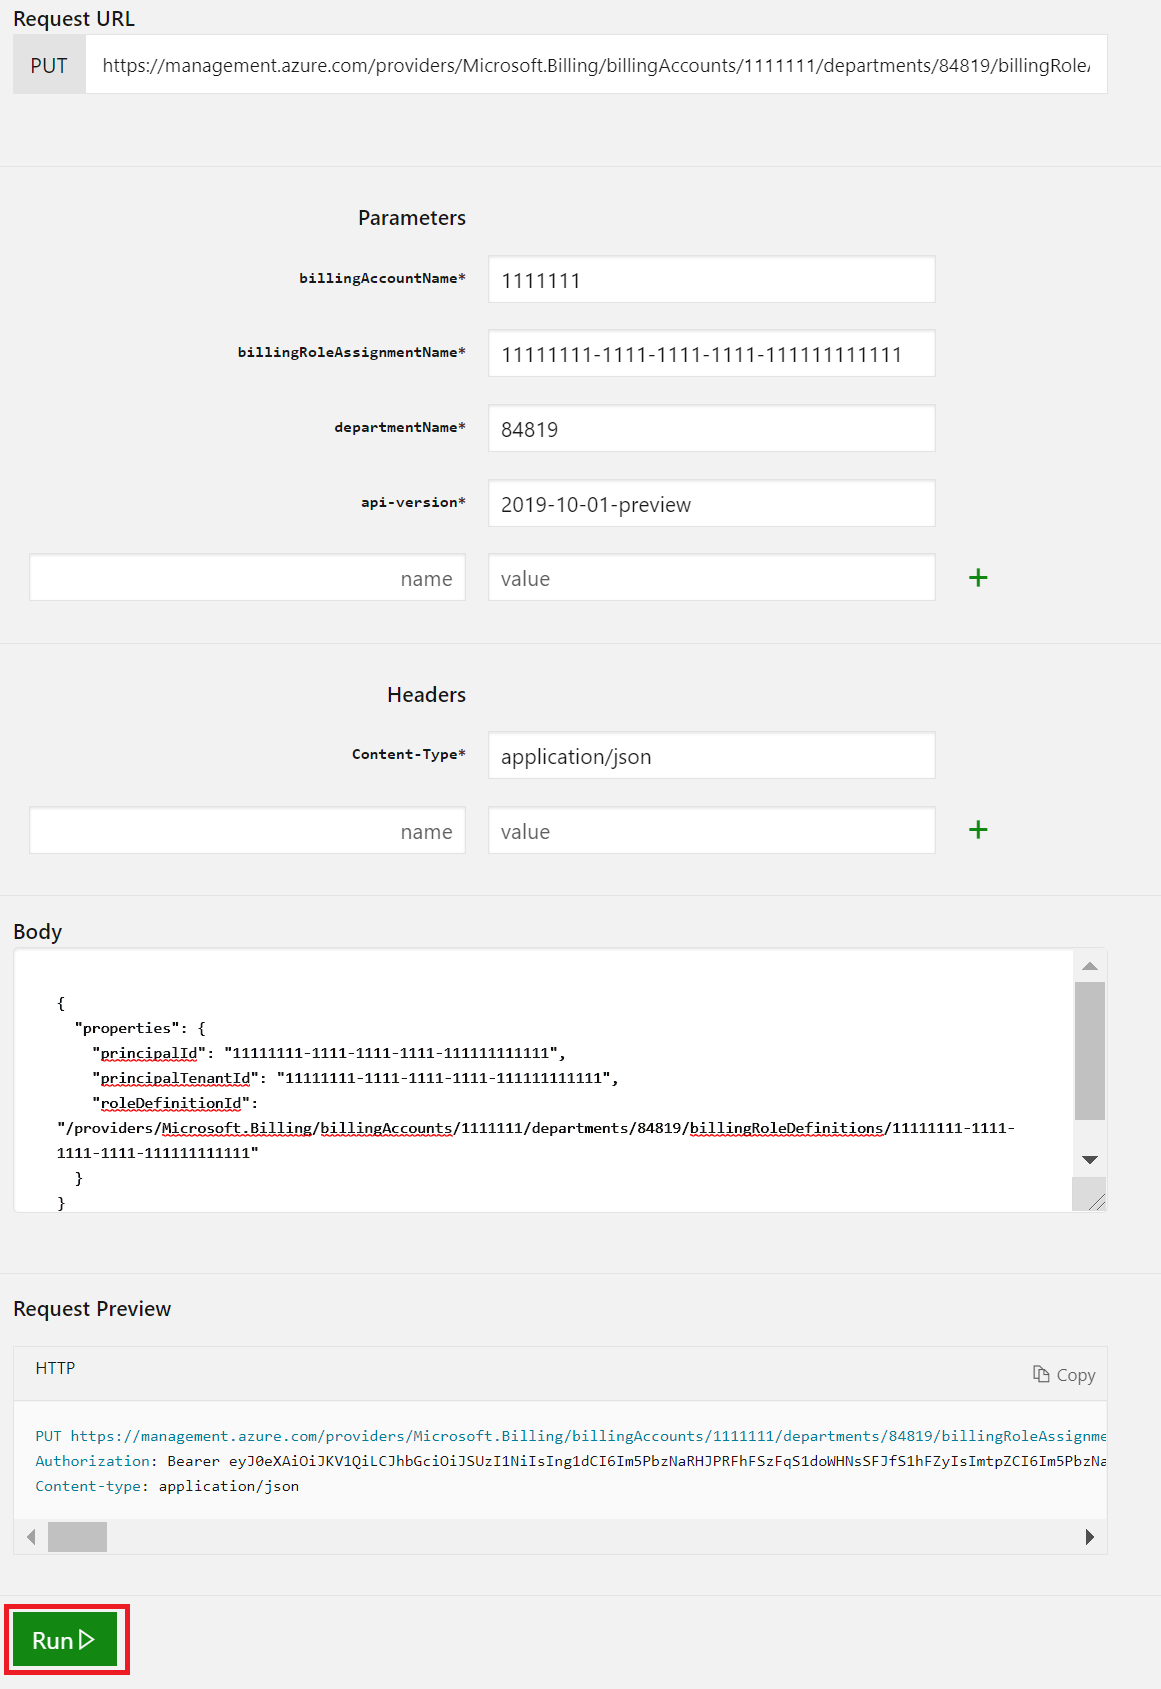 Request URL
PUT https://management.azure.com/providers/Microsoft.Billing/billingAccounts/1111111/departments/84819/billingRoleA
Parameters
billingAccountName* 1111111
billingRoleAssignmentName* 11111111-1111-1111-1111-111111111111
departmentName* 84819
api-version* 2019-10-01-preview
name value +
Headers
Content-Type* application/json
name value +
Body
{
"properties": {
"principalId": "11111111-1111-1111-1111-111111111111",
"principalTenantId": "11111111-1111-1111-1111-111111111111",
"roleDefinitionId":
"/providers/Microsoft.Billing/billingAccounts/1111111/departments/84819/billingRoleDefinitions/11111111-1111-
1111-1111-111111111111"
}
}
Request Preview
HTTP Copy
PUT https://management.azure.com/providers/Microsoft.Billing/billingAccounts/1111111/departments/84819/billingRoleAssignme
Authorization: Bearer eyJ0eXAiOiJKV1QiLCJhbGciOiJSUzI1NiIsIng1dCI6Im5PbzNaRHJPRFhFSzFqS1doWHNsSFJfS1hFZyIsImtpZCI6Im5PbzNa
Content-type: application/json
Run